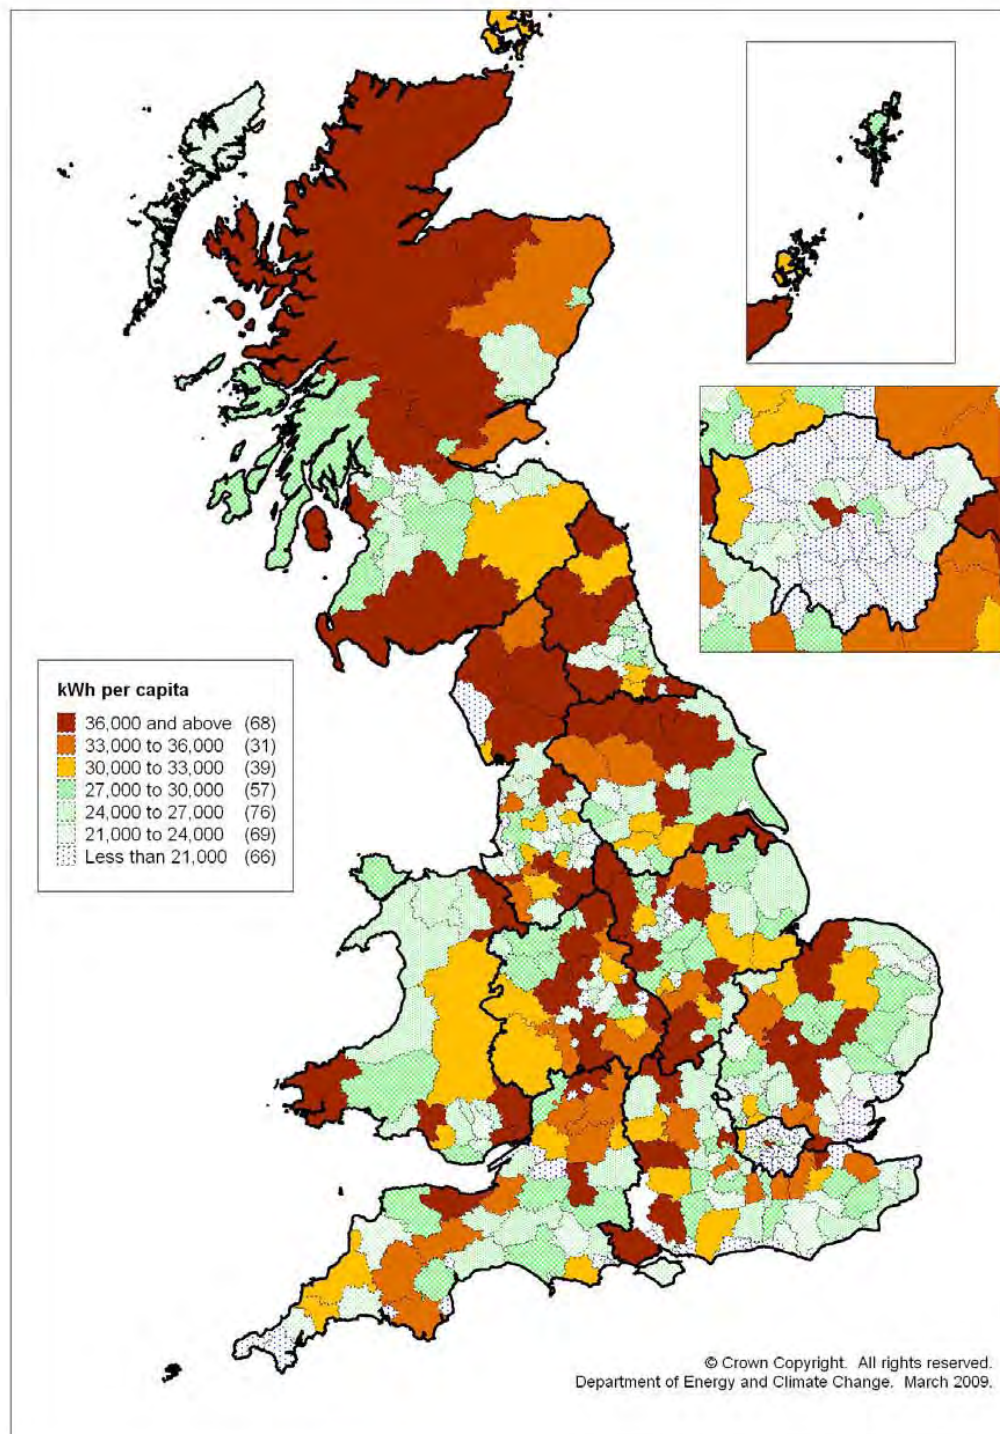 kWh per capita
36,000 and above (68)
33,000 to 36,000 (31)
30,000 to 33,000 (39)
27,000 to 30,000 (57)
24,000 to 27,000 (76)
21,000 to 24,000 (69)
Less than 21,000 (66)
© Crown Copyright. All rights reserved.
Department of Energy and Climate Change. March 2009.